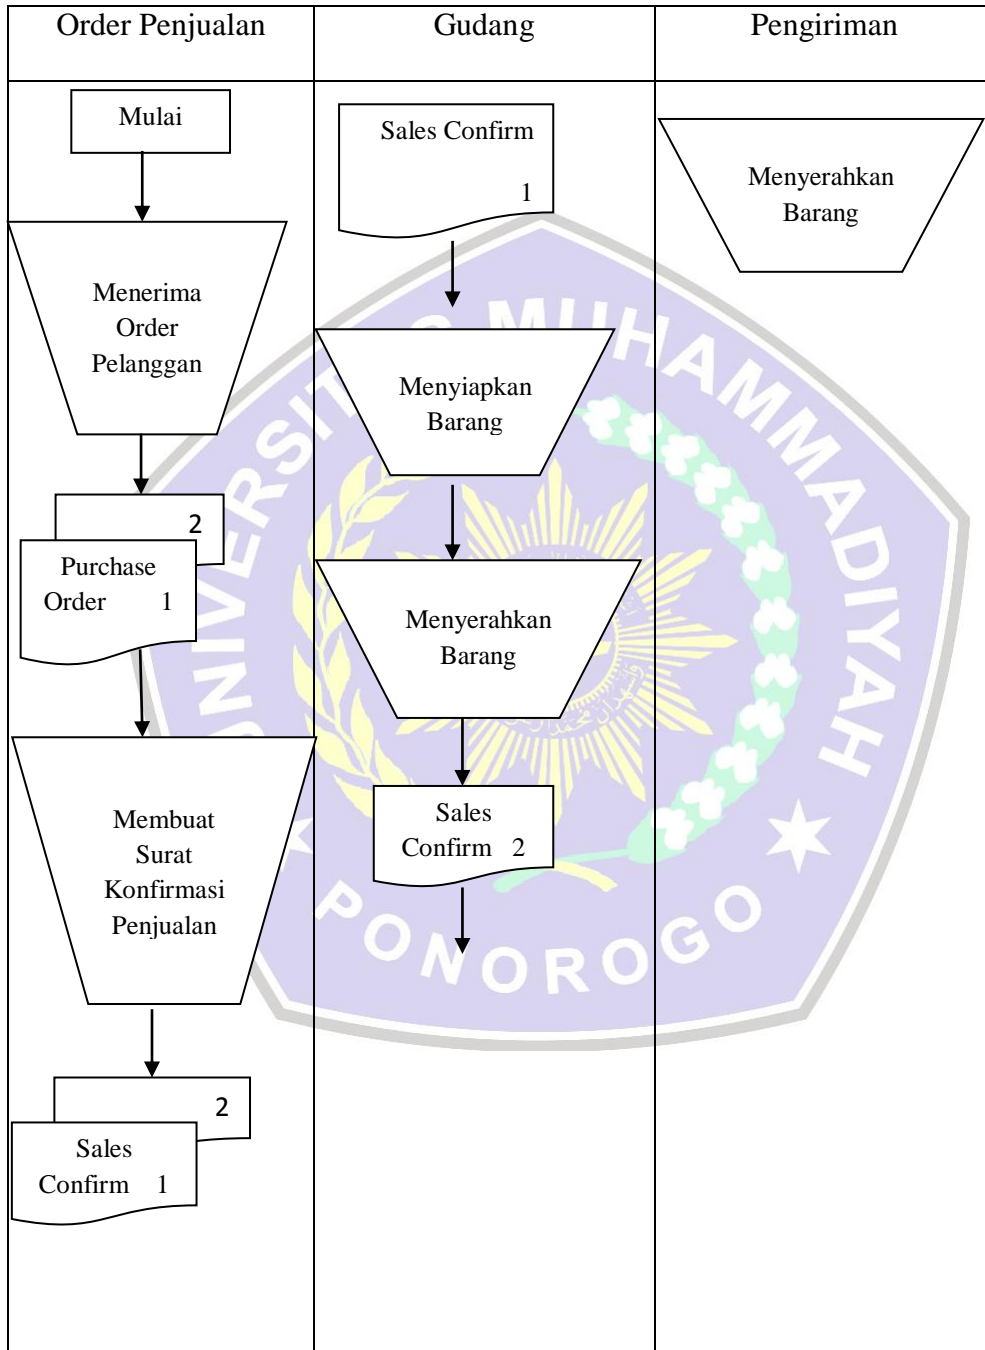 Order Penjualan
Gudang
Pengiriman
Mulai
Menerima
Order
Pelanggan
2
Purchase
Order 1
Membuat
Surat
Konfirmasi
Penjualan
2
Sales
Confirm 1
Sales Confirm
1
Menyiapkan
Barang
Menyerahkan
Barang
Sales
Confirm 2
Menyerahkan
Barang
MUHAMMADIYAH
PONOROGO